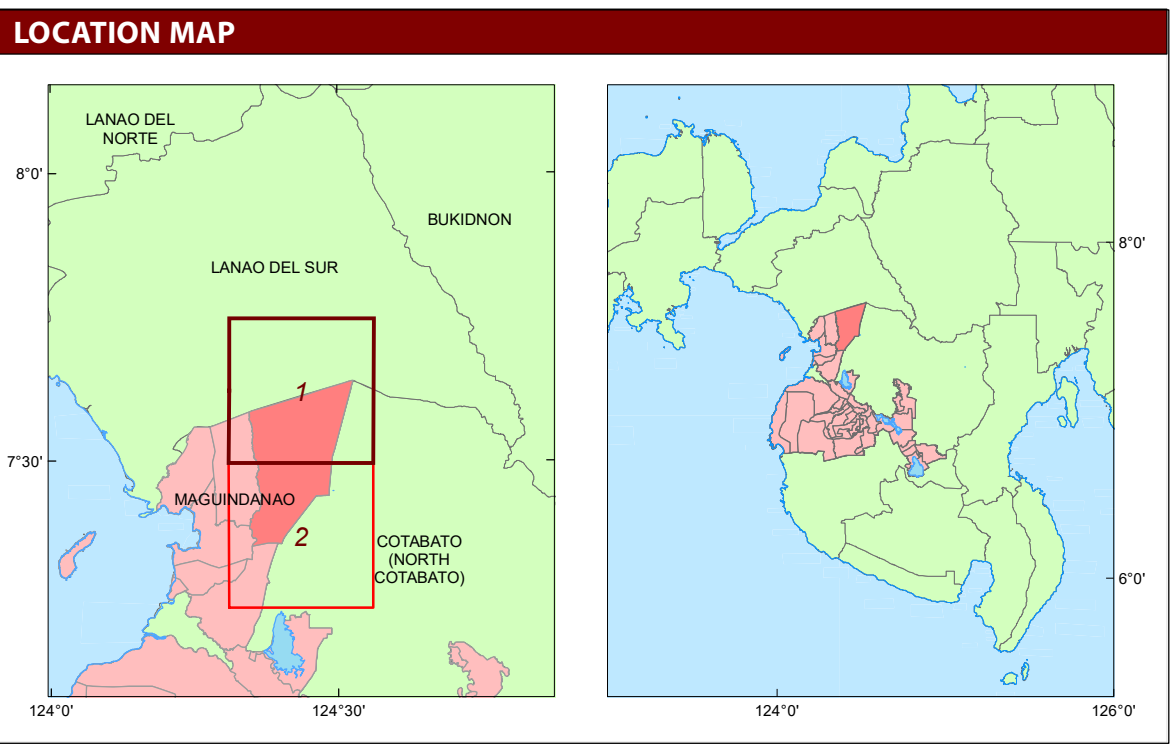 LOCATION MAP
LANAO DEL
NORTE
8°0'
BUKIDNON
LANAO DEL SUR
1
7°30'
MAGUINDANAO
2
COTABATO
(NORTH
COTABATO)
124°0'
124°30'
8°0'
6°0'
124°0'
126°0'